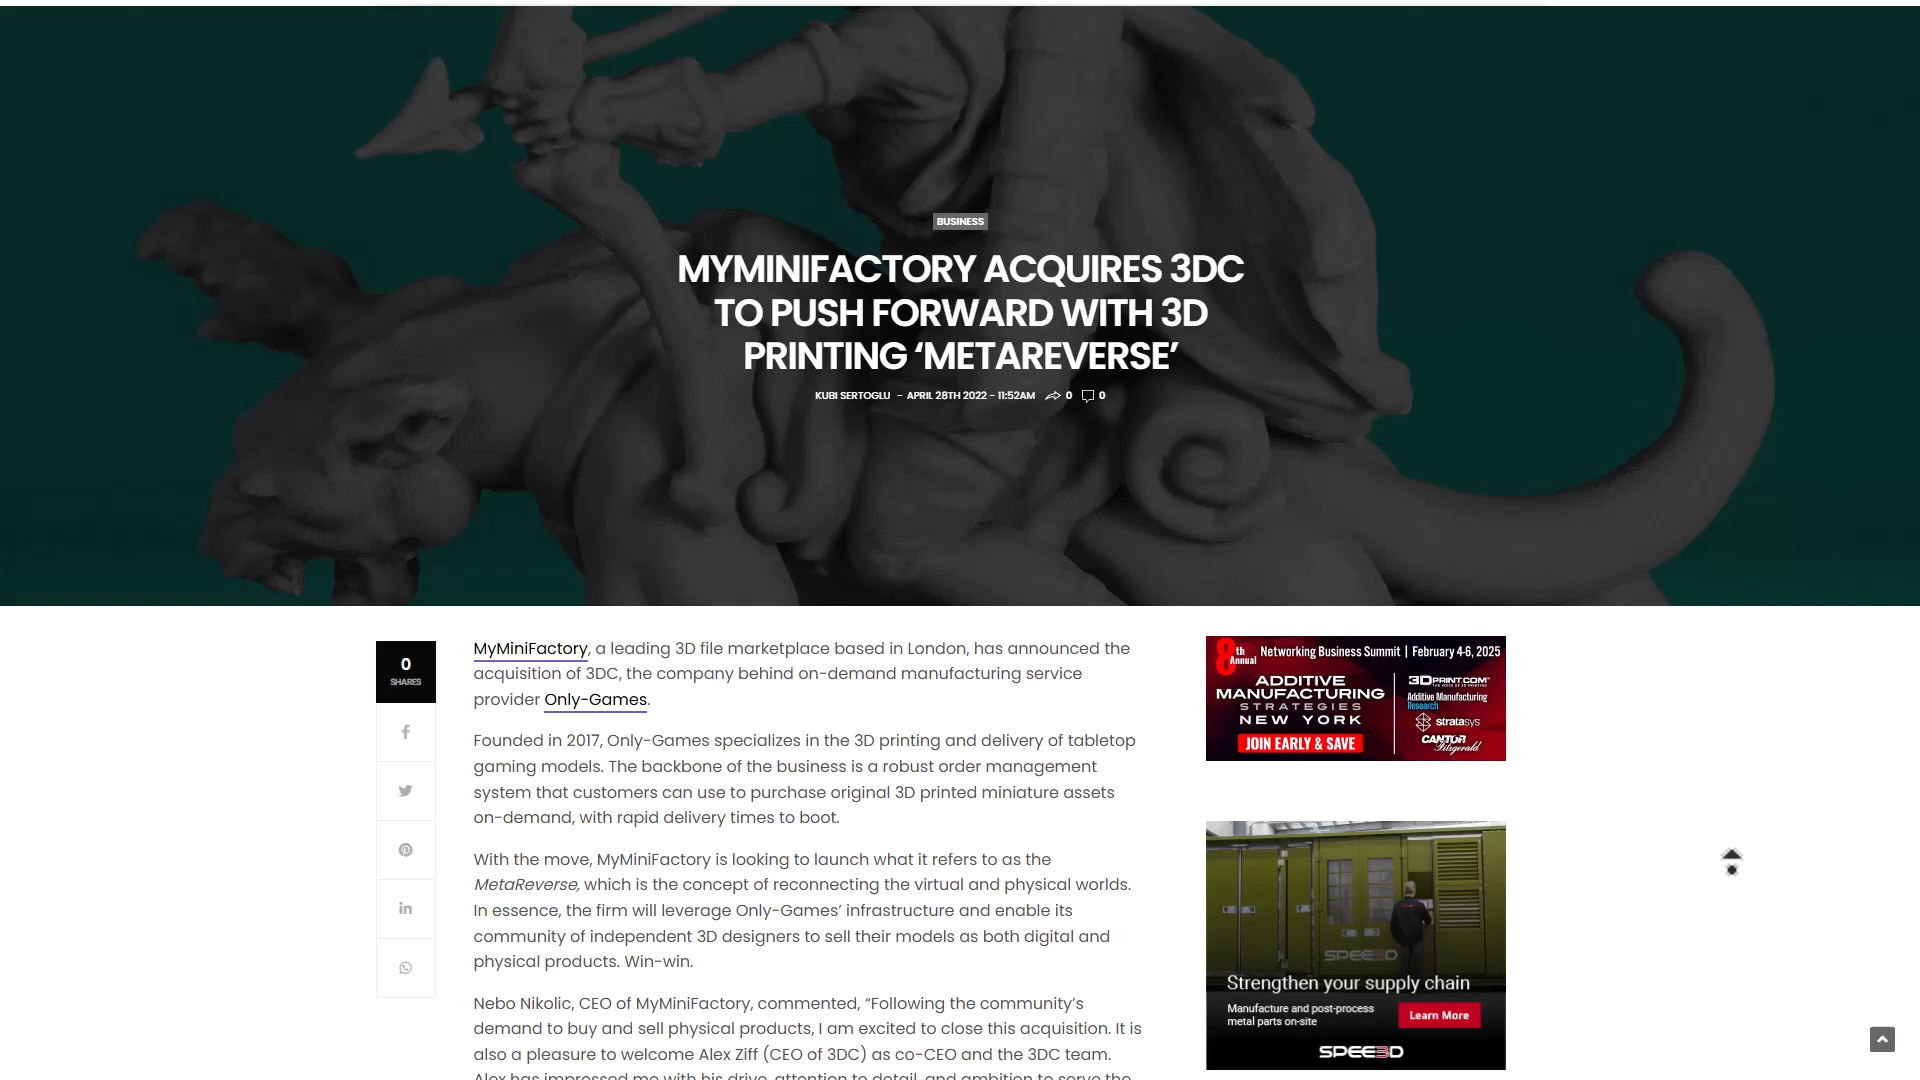 BUSINESS
MYMINIFACTORY ACQUIRES 3DC
TO PUSH FORWARD WITH 3D
PRINTING ‘METAREVERSE’
KUBI SERTOGLU – APRIL 28TH 2022 - 11:52AM 0 0
0
SHARES
MyMiniFactory, a leading 3D file marketplace based in London, has announced the
acquisition of 3DC, the company behind on-demand manufacturing service
provider Only-Games.
Founded in 2017, Only-Games specializes in the 3D printing and delivery of tabletop
gaming models. The backbone of the business is a robust order management
system that customers can use to purchase original 3D printed miniature assets
on-demand, with rapid delivery times to boot.
With the move, MyMiniFactory is looking to launch what it refers to as the
MetaReverse, which is the concept of reconnecting the virtual and physical worlds.
In essence, the firm will leverage Only-Games’ infrastructure and enable its
community of independent 3D designers to sell their models as both digital and
physical products. Win-win.
Nebo Nikolic, CEO of MyMiniFactory, commented, “Following the community’s
demand to buy and sell physical products, I am excited to close this acquisition. It is
also a pleasure to welcome Alex Ziff (CEO of 3DC) as co-CEO and the 3DC team.
Alex has impressed me with his drive, attention to detail, and ambition to serve the
8th Annual Networking Business Summit | February 4-6, 2025
ADDITIVE
MANUFACTURING
STRATEGIES
NEW YORK
JOIN EARLY & SAVE
3DPRINT.COM
THE VOICE OF 3D PRINTING
Additive Manufacturing
Research
stratasys
CANTOR
Fitzgerald
SPEE3D
Strengthen your supply chain
Manufacture and post-process
metal parts on-site
Learn More
SPEE3D